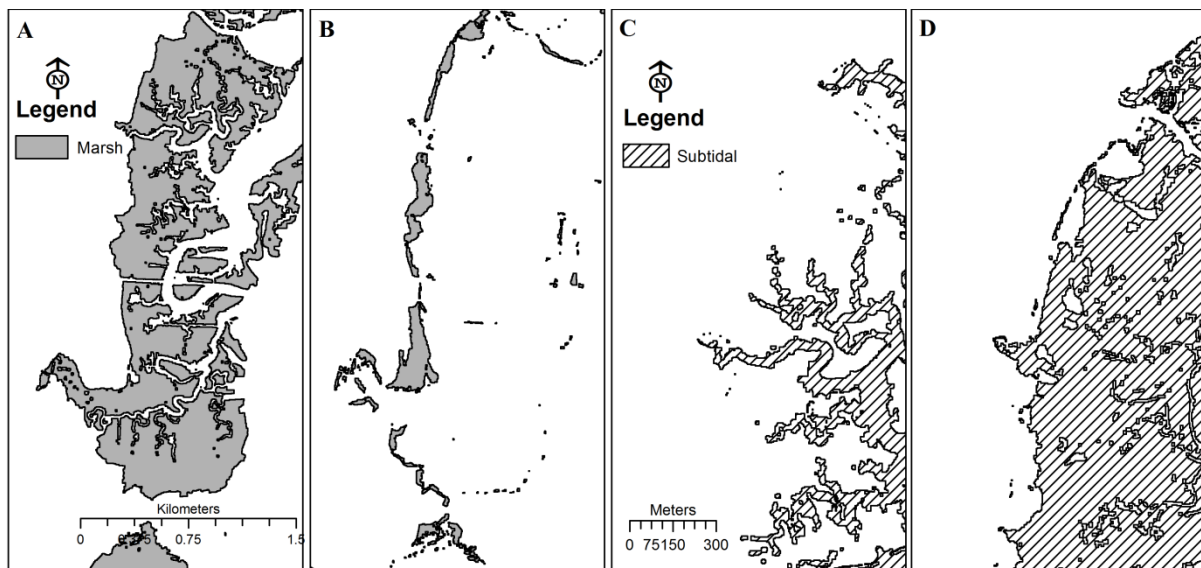 A
N
Legend
Marsh
Kilometers
0 0.75 1.5
B
C
N
Legend
Subtidal
Meters
0 75150 300
D